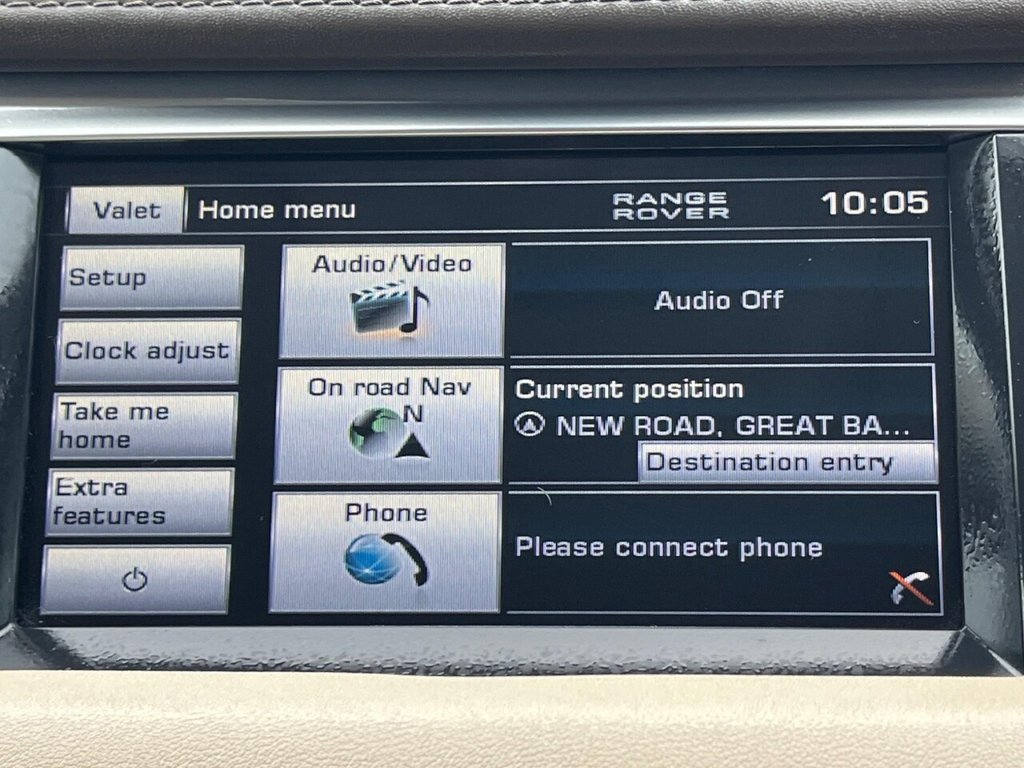 Valet
Home menu
RANGE
ROVER
10:05
Setup
Clock adjust
Take me
home
Extra
features
Audio/Video
Audio Off
On road Nav
N
Current position
NEW ROAD, GREAT BA...
Destination entry
Phone
Please connect phone